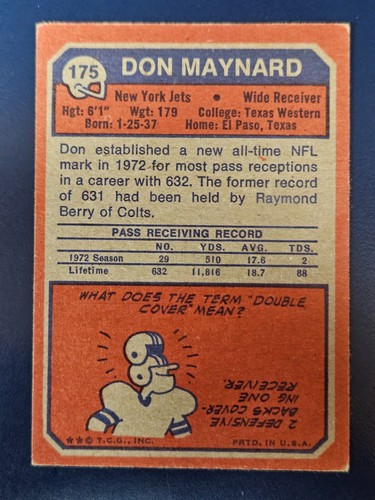 175
DON MAYNARD
New York Jets • Wide Receiver
Hgt: 6'1" Wgt: 179 College: Texas Western
Born: 1-25-37 Home: El Paso, Texas
Don established a new all-time NFL
mark in 1972 for most pass receptions
in a career with 632. The former record
of 631 had been held by Raymond
Berry of Colts.
PASS RECEIVING RECORD
NO. YDS. AVG. TDS.
1972 Season 29 510 17.6 2
Lifetime 632 11,816 18.7 88
WHAT DOES THE TERM "DOUBLE
COVER" MEAN?
2 DEFENSIVE
BACKS COVER-
ING ONE
RECEIVER.
★★ © T.C.G., INC. PRTD. IN U.S.A.